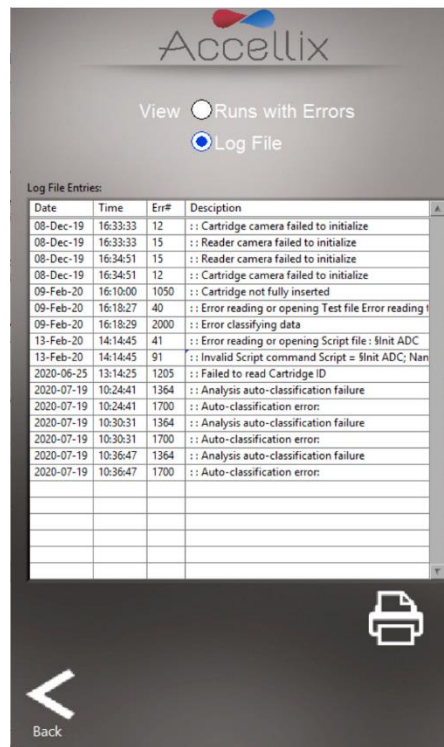 Accellix
View Runs with Errors
Log File
Log File Entries:
Date Time Err# Desciption
08-Dec-19 16:33:33 12 : : Cartridge camera failed to initialize
08-Dec-19 16:33:33 15 : : Reader camera failed to initialize
08-Dec-19 16:34:51 15 : : Reader camera failed to initialize
08-Dec-19 16:34:51 12 : : Cartridge camera failed to initialize
09-Feb-20 16:10:00 1050 : : Cartridge not fully inserted
09-Feb-20 16:18:27 40 : : Error reading or opening Test file Error reading t
09-Feb-20 16:18:29 2000 : : Error classifying data
13-Feb-20 14:14:45 41 : : Error reading or opening Script file : §Init ADC
13-Feb-20 14:14:45 91 : : Invalid Script command Script = §Init ADC; Nan
2020-06-25 13:14:25 1205 : : Failed to read Cartridge ID
2020-07-19 10:24:41 1364 : : Analysis auto-classification failure
2020-07-19 10:24:41 1700 : : Auto-classification error:
2020-07-19 10:30:31 1364 : : Analysis auto-classification failure
2020-07-19 10:30:31 1700 : : Auto-classification error:
2020-07-19 10:36:47 1364 : : Analysis auto-classification failure
2020-07-19 10:36:47 1700 : : Auto-classification error:
Back